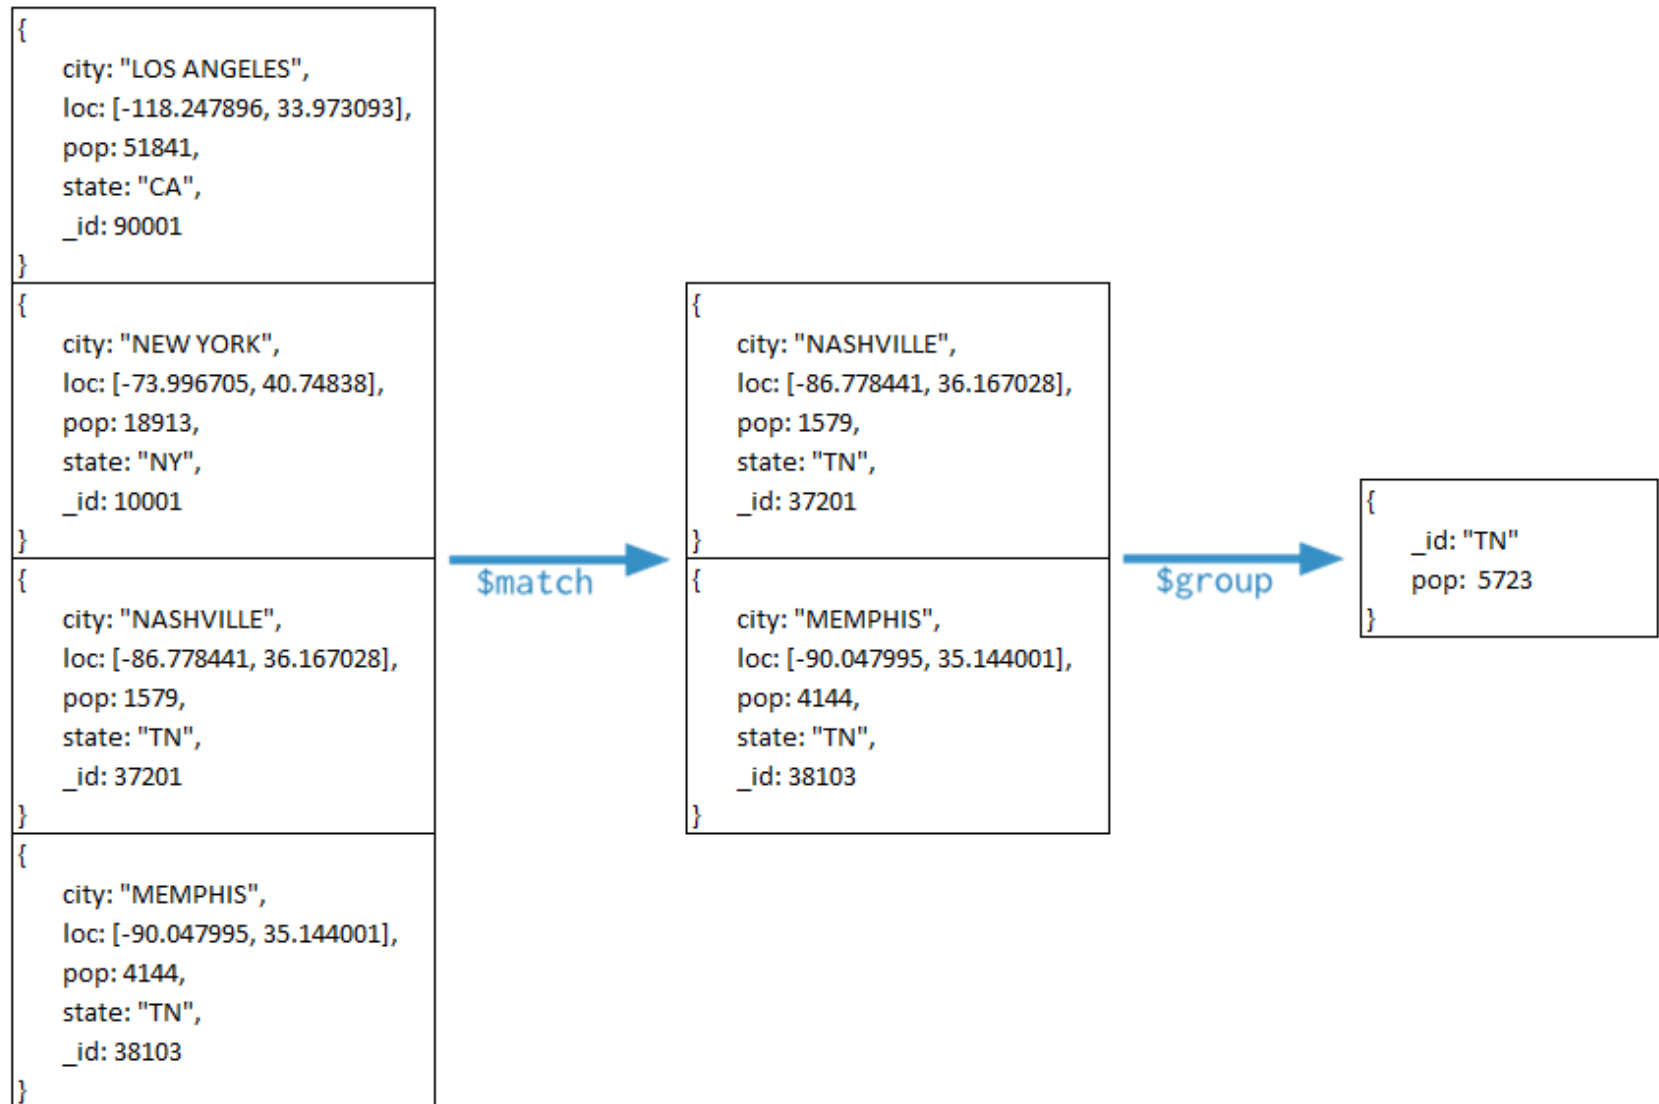 {
city: "LOS ANGELES",
loc: [-118.247896, 33.973093],
pop: 51841,
state: "CA",
_id: 90001
}
{
city: "NEW YORK",
loc: [-73.996705, 40.74838],
pop: 18913,
state: "NY",
_id: 10001
}
{
city: "NASHVILLE",
loc: [-86.778441, 36.167028],
pop: 1579,
state: "TN",
_id: 37201
}
{
city: "MEMPHIS",
loc: [-90.047995, 35.144001],
pop: 4144,
state: "TN",
_id: 38103
}
$match
{
city: "NASHVILLE",
loc: [-86.778441, 36.167028],
pop: 1579,
state: "TN",
_id: 37201
}
{
city: "MEMPHIS",
loc: [-90.047995, 35.144001],
pop: 4144,
state: "TN",
_id: 38103
}
$group
{
_id: "TN"
pop: 5723
}